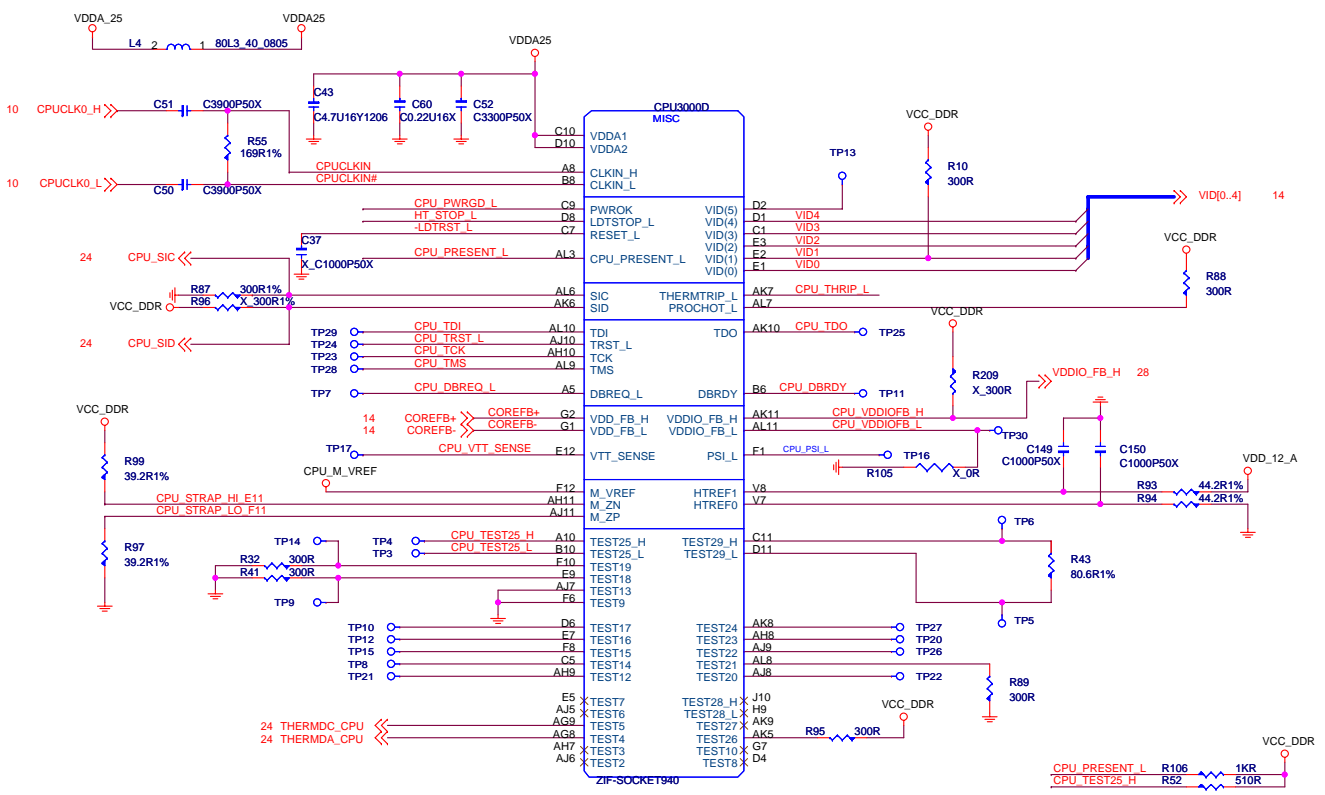 VDDA_25 VDDA25
L4 2 1 80L3_40_0805
VDDA25
10 CPUCLK0_H C51 C3900P50X
C43 C4.7U16Y1206
C60 C0.22U16X
C52 C3300P50X
R55 169R1%
10 CPUCLK0_L C50 C3900P50X
CPU3000D
MISC
C10 VDDA1
D10 VDDA2
CPUCLKIN A8 CLKIN_H
CPUCLKIN# B8 CLKIN_L
VCC_DDR
TP13
R10 300R
CPU_PWRGD_L C9 PWROK VID(5) D2
HT_STOP_L D8 LDTSTOP_L VID(4) D1 VID4
-LDTRST_L C7 RESET_L VID(3) C1 VID3
VID(2) E3 VID2
CPU_PRESENT_L AL3 CPU_PRESENT_L VID(1) E2 VID1
VID(0) E1 VID0
VID[0..4] 14
C37 X_C1000P50X
24 CPU_SIC
VCC_DDR
R88 300R
R87 300R1% AL6 SIC THERMTRIP_L AK7 CPU_THRIP_L
VCC_DDR R96 X_300R1% AK6 SID PROCHOT_L AL7
24 CPU_SID
VCC_DDR
TP29 CPU_TDI AL10 TDI TDO AK10 CPU_TDO TP25
TP24 CPU_TRST_L AJ10 TRST_L
TP23 CPU_TCK AH10 TCK
TP28 CPU_TMS AL9 TMS
TP7 CPU_DBREQ_L A5 DBREQ_L DBRDY B6 CPU_DBRDY TP11
R209 X_300R
VDDIO_FB_H 28
VCC_DDR
14 COREFB+ COREFB+ G2 VDD_FB_H VDDIO_FB_H AK11 CPU_VDDIOFB_H
14 COREFB- COREFB- G1 VDD_FB_L VDDIO_FB_L AL11 CPU_VDDIOFB_L
TP30
TP17 CPU_VTT_SENSE E12 VTT_SENSE PSI_L F1 CPU_PSI_L TP16
R105 X_0R
C149 C1000P50X
C150 C1000P50X
VDD_12_A
R99 39.2R1%
CPU_M_VREF
F12 M_VREF HTREF1 V8 R93 44.2R1%
CPU_STRAP_HI_E11 AH11 M_ZN HTREF0 V7 R94 44.2R1%
CPU_STRAP_LO_F11 AJ11 M_ZP
R97 39.2R1%
TP6
TP14 TP4 CPU_TEST25_H A10 TEST25_H TEST29_H C11
TP3 CPU_TEST25_L B10 TEST25_L TEST29_L D11
R32 300R F10 TEST19
R41 300R E9 TEST18
AJ7 TEST13
TP9 F6 TEST9
R43 80.6R1%
TP5
TP10 D6 TEST17 TEST24 AK8 TP27
TP12 E7 TEST16 TEST23 AH8 TP20
TP15 F8 TEST15 TEST22 AJ9 TP26
TP8 C5 TEST14 TEST21 AL8
TP21 AH9 TEST12 TEST20 AJ8 TP22
R89 300R
E5 TEST7 TEST28_H J10
AJ5 TEST6 TEST28_L H9
24 THERMDC_CPU AG9 TEST5 TEST27 AK9
24 THERMDA_CPU AG8 TEST4 TEST26 AK5 R95 300R VCC_DDR
AH7 TEST3 TEST10 G7
AJ6 TEST2 TEST8 D4
ZIF-SOCKET940
VCC_DDR
CPU_PRESENT_L R106 1KR
CPU_TEST25_H R52 510R